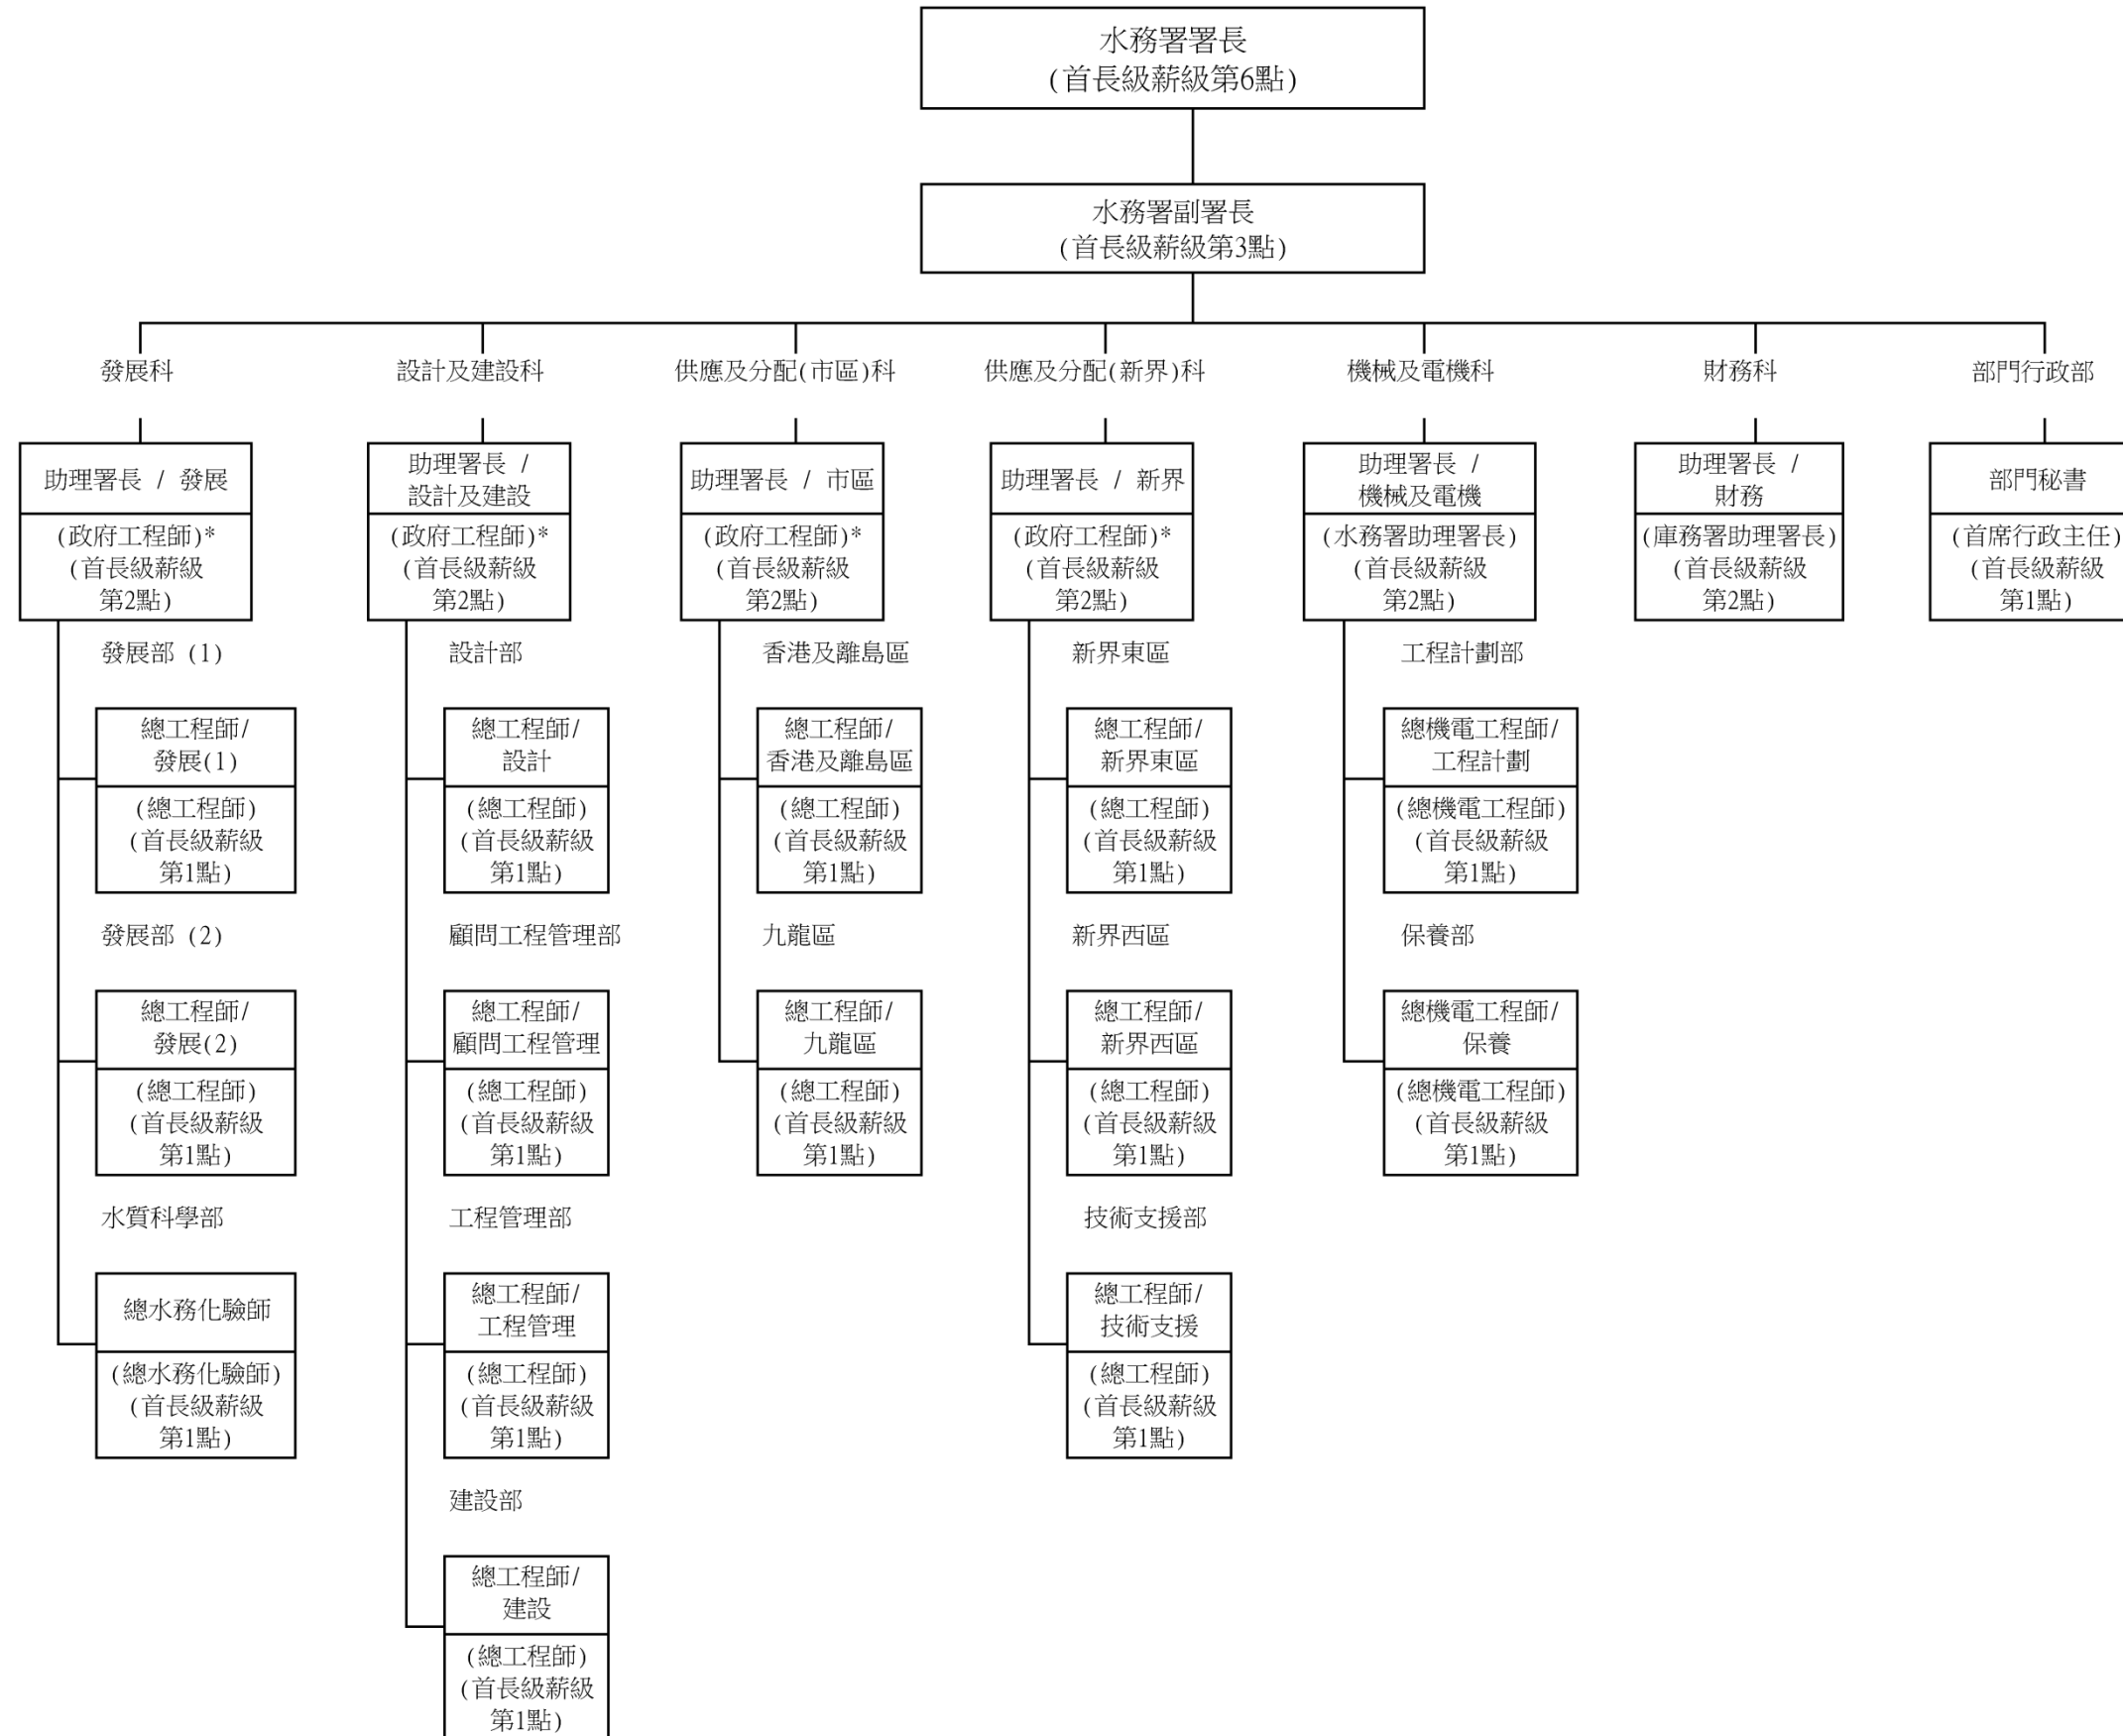 水務署署長
(首長級薪級第6點)
水務署副署長
(首長級薪級第3點)
發展科
設計及建設科
供應及分配(市區)科
供應及分配(新界)科
機械及電機科
財務科
部門行政部
助理署長 / 發展
(政府工程師)*
(首長級薪級
第2點)
助理署長 /
設計及建設
(政府工程師)*
(首長級薪級
第2點)
助理署長 / 市區
(政府工程師)*
(首長級薪級
第2點)
助理署長 / 新界
(政府工程師)*
(首長級薪級
第2點)
助理署長 /
機械及電機
(水務署助理署長)
(首長級薪級
第2點)
助理署長 /
財務
(庫務署助理署長)
(首長級薪級
第2點)
部門秘書
(首席行政主任)
(首長級薪級
第1點)
發展部 (1)
總工程師/
發展(1)
(總工程師)
(首長級薪級
第1點)
發展部 (2)
總工程師/
發展(2)
(總工程師)
(首長級薪級
第1點)
水質科學部
總水務化驗師
(總水務化驗師)
(首長級薪級
第1點)
設計部
總工程師/
設計
(總工程師)
(首長級薪級
第1點)
顧問工程管理部
總工程師/
顧問工程管理
(總工程師)
(首長級薪級
第1點)
工程管理部
總工程師/
工程管理
(總工程師)
(首長級薪級
第1點)
建設部
總工程師/
建設
(總工程師)
(首長級薪級
第1點)
香港及離島區
總工程師/
香港及離島區
(總工程師)
(首長級薪級
第1點)
九龍區
總工程師/
九龍區
(總工程師)
(首長級薪級
第1點)
新界東區
總工程師/
新界東區
(總工程師)
(首長級薪級
第1點)
新界西區
總工程師/
新界西區
(總工程師)
(首長級薪級
第1點)
技術支援部
總工程師/
技術支援
(總工程師)
(首長級薪級
第1點)
工程計劃部
總機電工程師/
工程計劃
(總機電工程師)
(首長級薪級
第1點)
保養部
總機電工程師/
保養
(總機電工程師)
(首長級薪級
第1點)